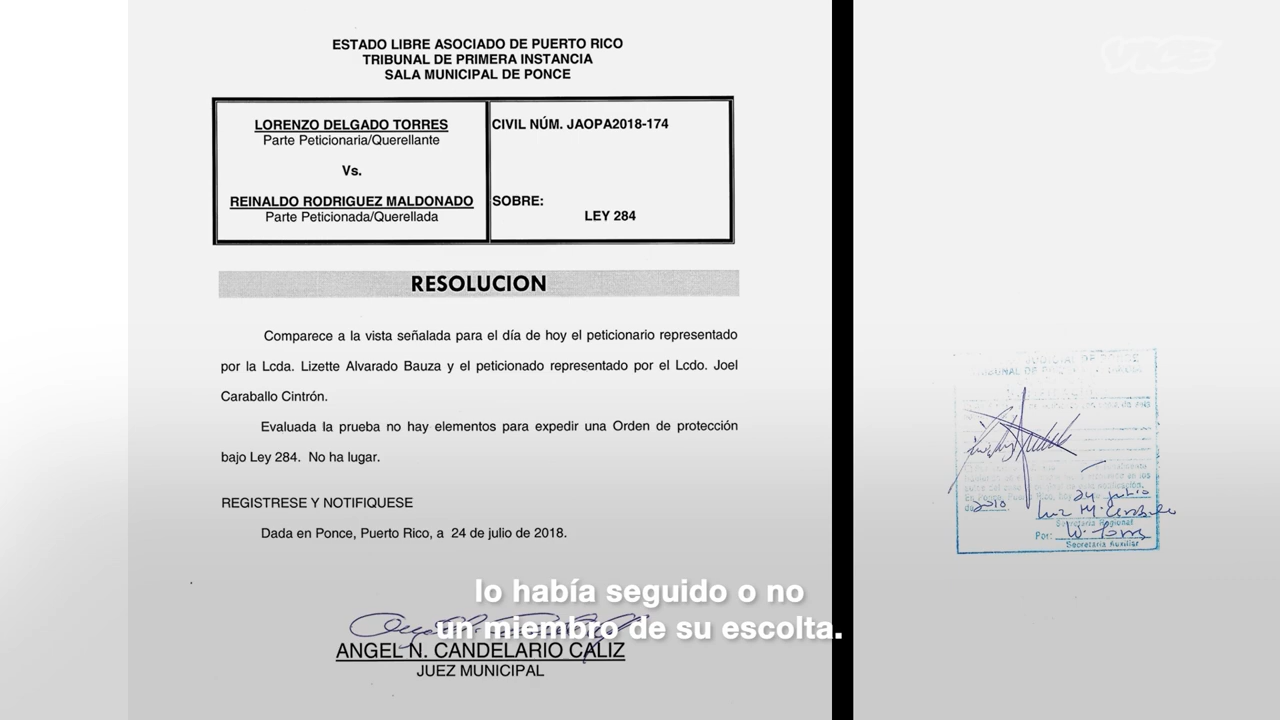 ESTADO LIBRE ASOCIADO DE PUERTO RICO
TRIBUNAL DE PRIMERA INSTANCIA
SALA MUNICIPAL DE PONCE
LORENZO DELGADO TORRES
Parte Peticionaria/Querellante
Vs.
REINALDO RODRIGUEZ MALDONADO
Parte Peticionada/Querellada
CIVIL NÚM. JAOPA2018-174
SOBRE:
LEY 284
RESOLUCION
Comparece a la vista señalada para el día de hoy el peticionario representado
por la Lcda. Lizette Alvarado Bauza y el peticionado representado por el Lcdo. Joel
Caraballo Cintrón.
Evaluada la prueba no hay elementos para expedir una Orden de protección
bajo Ley 284. No ha lugar.
REGISTRESE Y NOTIFIQUESE
Dada en Ponce, Puerto Rico, a 24 de julio de 2018.
ANGEL N. CANDELARIO CALIZ
JUEZ MUNICIPAL
lo había seguido o no
un miembro de su escolta.
VICE
24 julio
Secretaria Regional
Por:
Secretaria Auxiliar